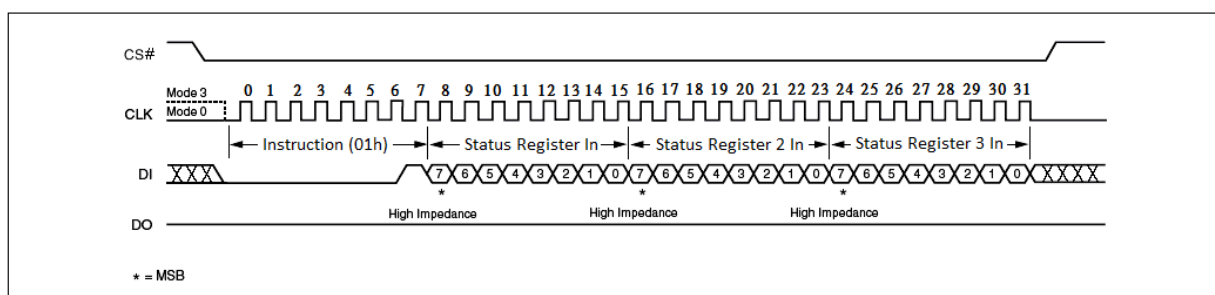 CS#
Mode 3
0 1 2 3 4 5 6 7 8 9 10 11 12 13 14 15 16 17 18 19 20 21 22 23 24 25 26 27 28 29 30 31
CLK Mode 0
Instruction (01h) Status Register In Status Register 2 In Status Register 3 In
DI 7 6 5 4 3 2 1 0 7 6 5 4 3 2 1 0 7 6 5 4 3 2 1 0
* * *
High Impedance High Impedance High Impedance
DO
* = MSB